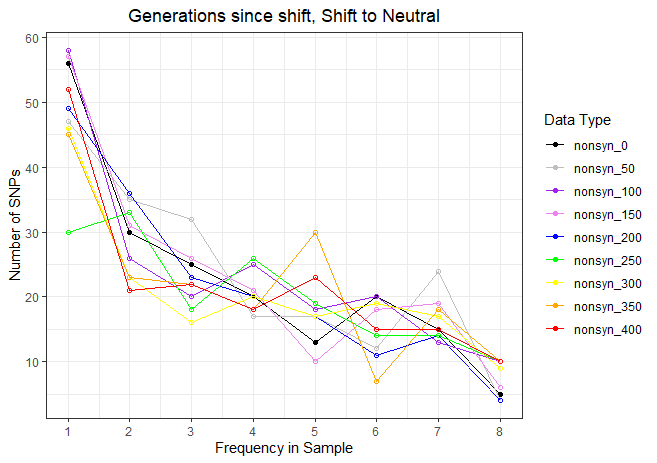 Generations since shift, Shift to Neutral
Number of SNPs
60
50
40
30
20
10
1 2 3 4 5 6 7 8
Frequency in Sample
Data Type
nonsyn_0
nonsyn_50
nonsyn_100
nonsyn_150
nonsyn_200
nonsyn_250
nonsyn_300
nonsyn_350
nonsyn_400